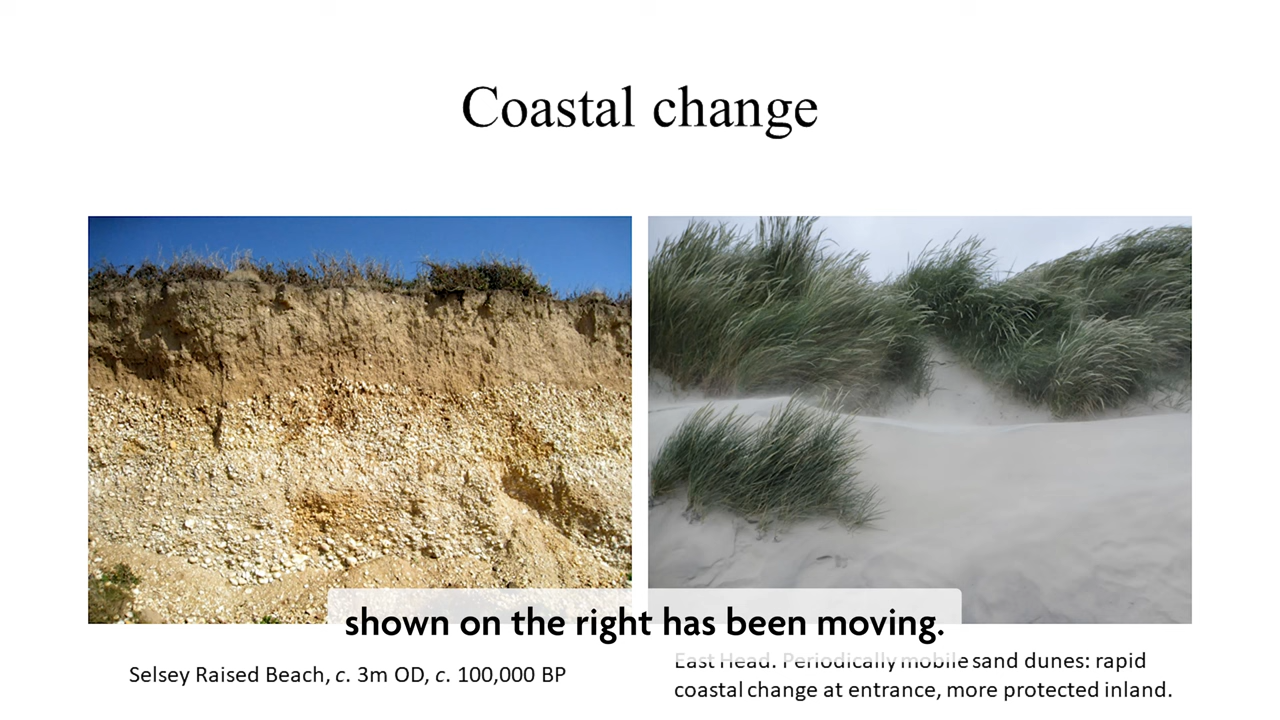 Coastal change
shown on the right has been moving.
Selsey Raised Beach, c. 3m OD, c. 100,000 BP
East Head. Periodically mobile sand dunes: rapid
coastal change at entrance, more protected inland.